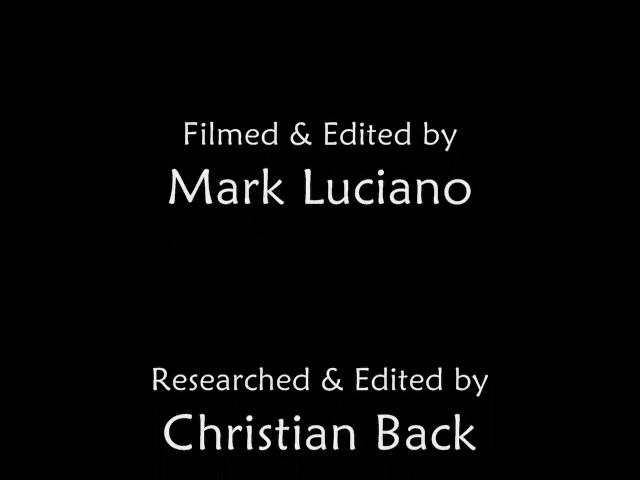 Filmed & Edited by
Mark Luciano
Researched & Edited by
Christian Back